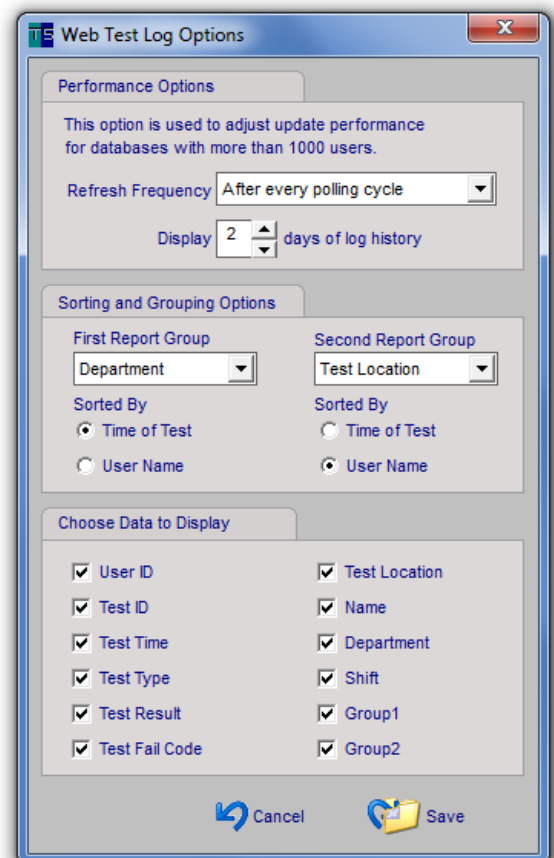 TS Web Test Log Options
Performance Options
This option is used to adjust update performance
for databases with more than 1000 users.
Refresh Frequency After every polling cycle
Display 2 days of log history
Sorting and Grouping Options
First Report Group Second Report Group
Department Test Location
Sorted By Sorted By
Time of Test Time of Test
User Name User Name
Choose Data to Display
User ID Test Location
Test ID Name
Test Time Department
Test Type Shift
Test Result Group1
Test Fail Code Group2
Cancel Save